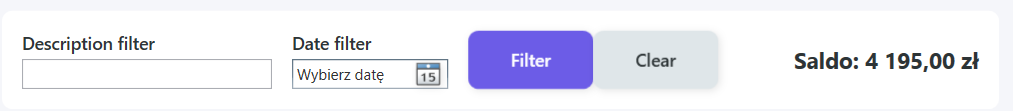 Description filter
Date filter
Wybierz datę
15
Filter
Clear
Saldo: 4 195,00 zł